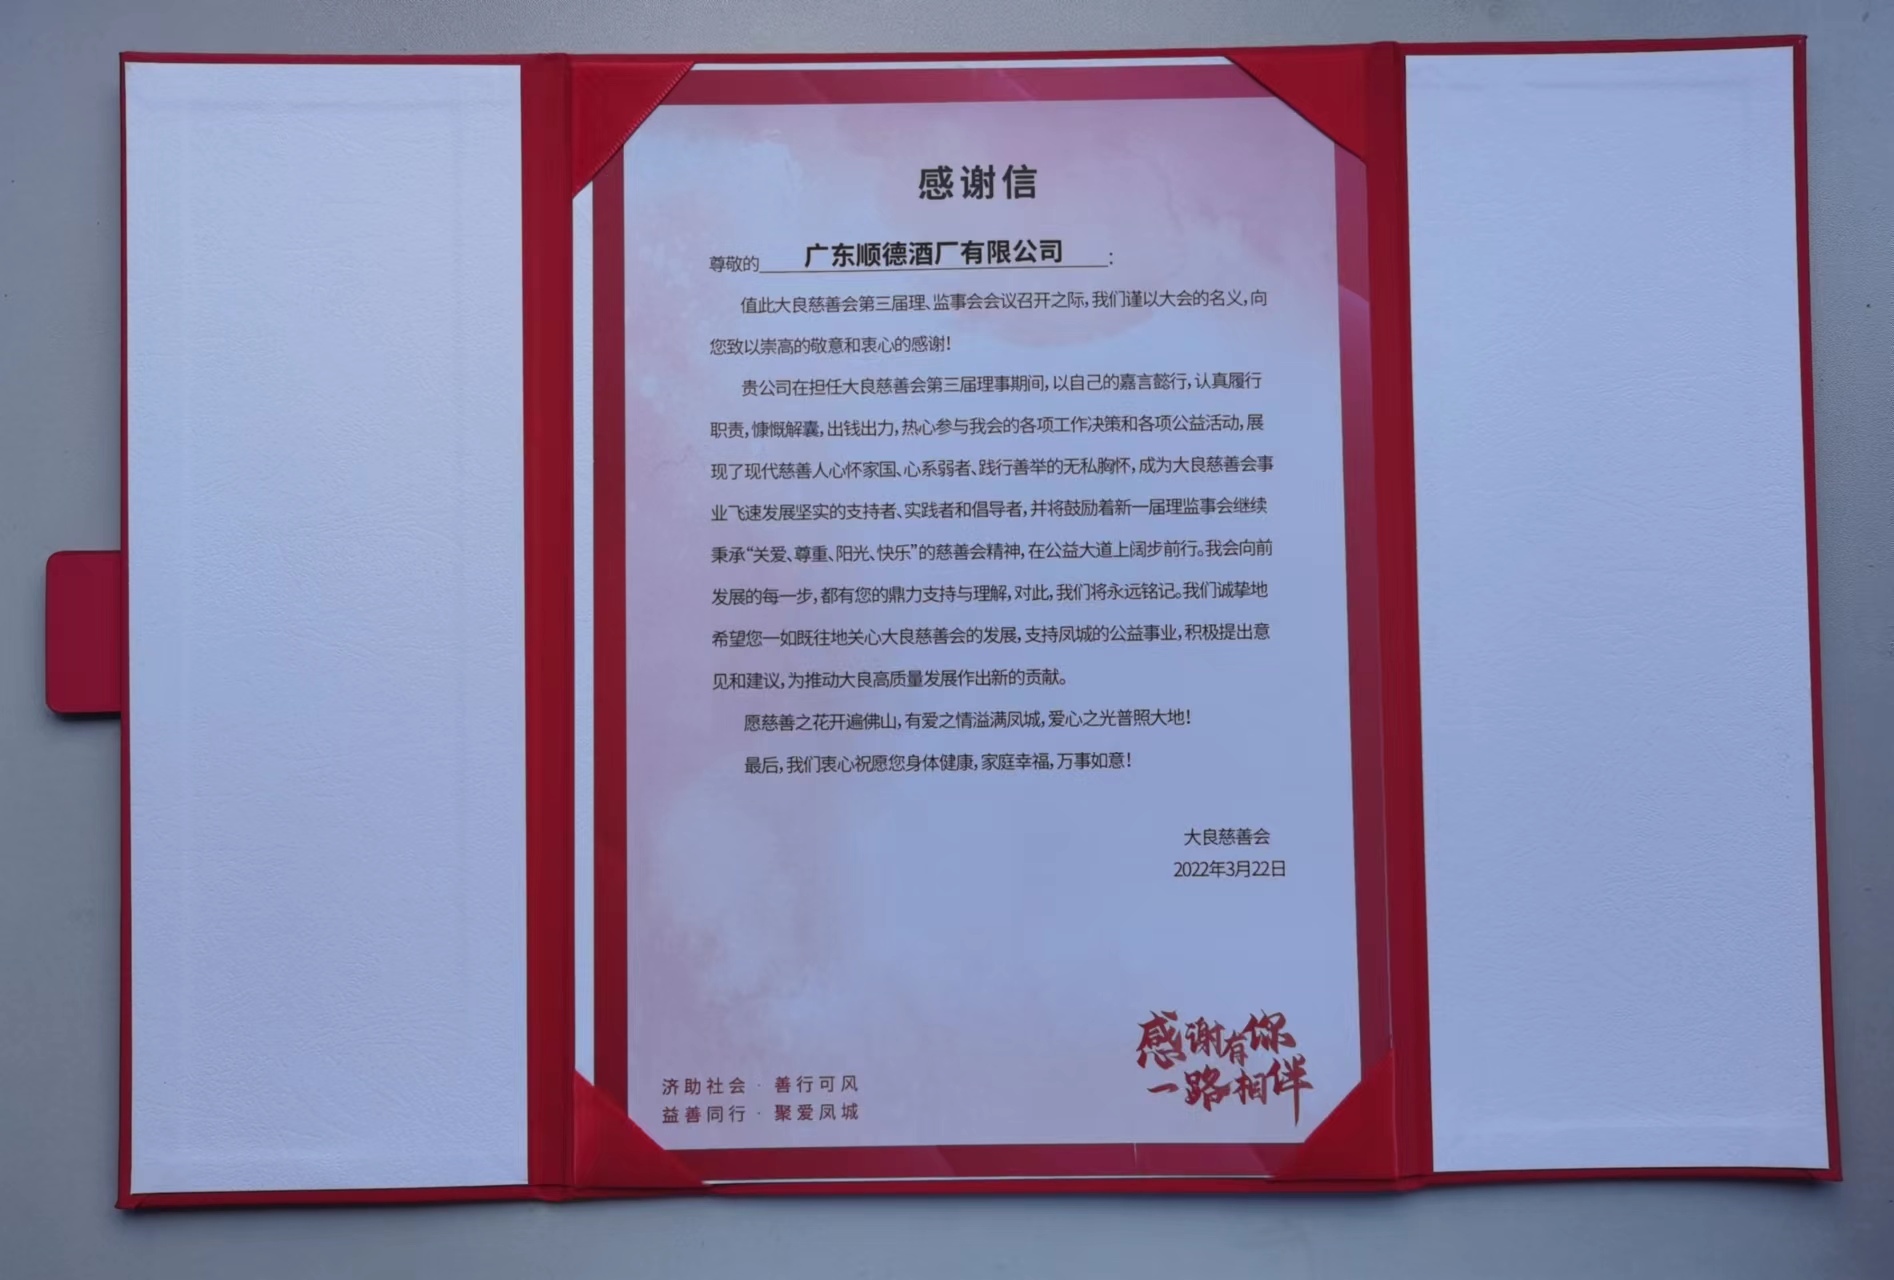 感谢信
尊敬的 广东顺德酒厂有限公司 :
值此大良慈善会第三届理、监事会会议召开之际,我们谨以大会的名义,向
您致以崇高的敬意和衷心的感谢!
贵公司在担任大良慈善会第三届理事期间,以自己的嘉言懿行,认真履行
职责,慷慨解囊,出钱出力,热心参与我会的各项工作决策和各项公益活动,展
现了现代慈善人心怀家国、心系弱者、践行善举的无私胸怀,成为大良慈善会事
业飞速发展坚实的支持者、实践者和倡导者,并将鼓励着新一届理监事会继续
秉承“关爱、尊重、阳光、快乐”的慈善会精神,在公益大道上阔步前行。我会向前
发展的每一步,都有您的鼎力支持与理解,对此,我们将永远铭记。我们诚挚地
希望您一如既往地关心大良慈善会的发展,支持凤城的公益事业,积极提出意
见和建议,为推动大良高质量发展作出新的贡献。
愿慈善之花开遍佛山,有爱之情溢满凤城,爱心之光普照大地!
最后,我们衷心祝愿您身体健康,家庭幸福,万事如意!
大良慈善会
2022年3月22日
感谢有你
一路相伴
济助社会 · 善行可风
益善同行 · 聚爱凤城